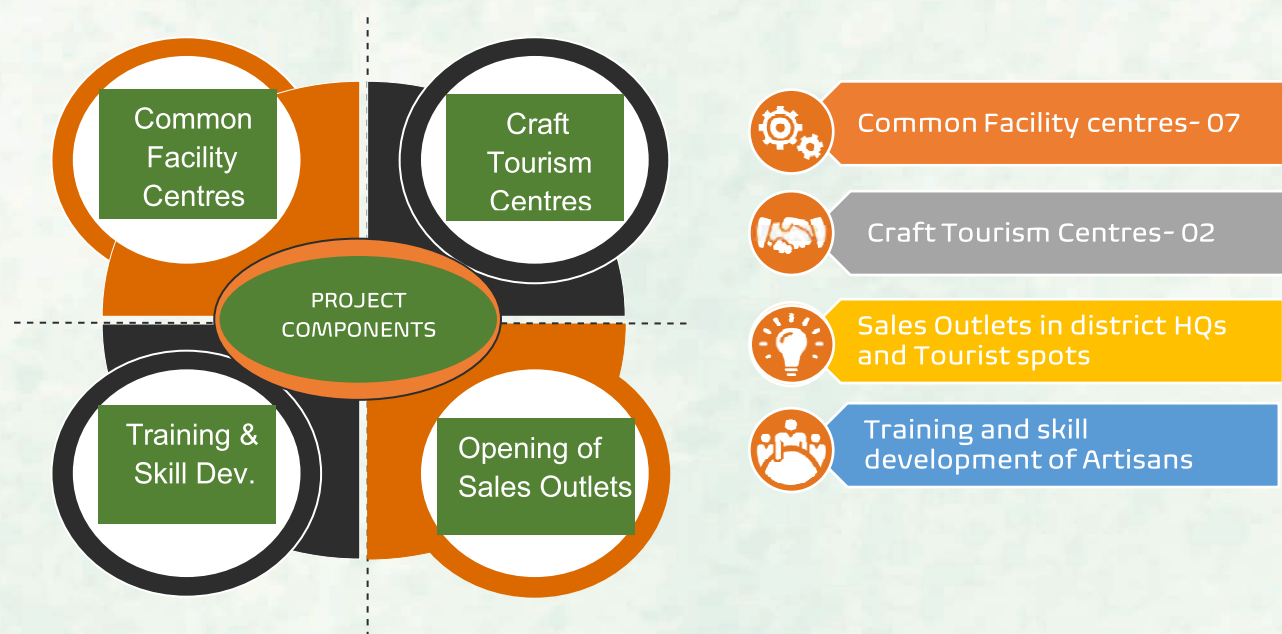 Common
Facility
Centres
Craft
Tourism
Centres
PROJECT
COMPONENTS
Training &
Skill Dev.
Opening of
Sales Outlets
Common Facility centres- 07
Craft Tourism Centres- 02
Sales Outlets in district HQs
and Tourist spots
Training and skill
development of Artisans